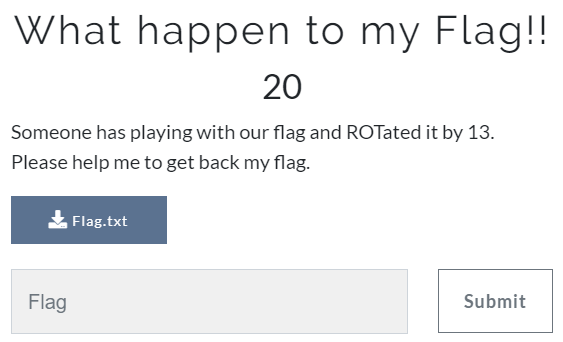 What happen to my Flag!!
20
Someone has playing with our flag and ROTated it by 13.
Please help me to get back my flag.
Flag.txt
Flag
Submit